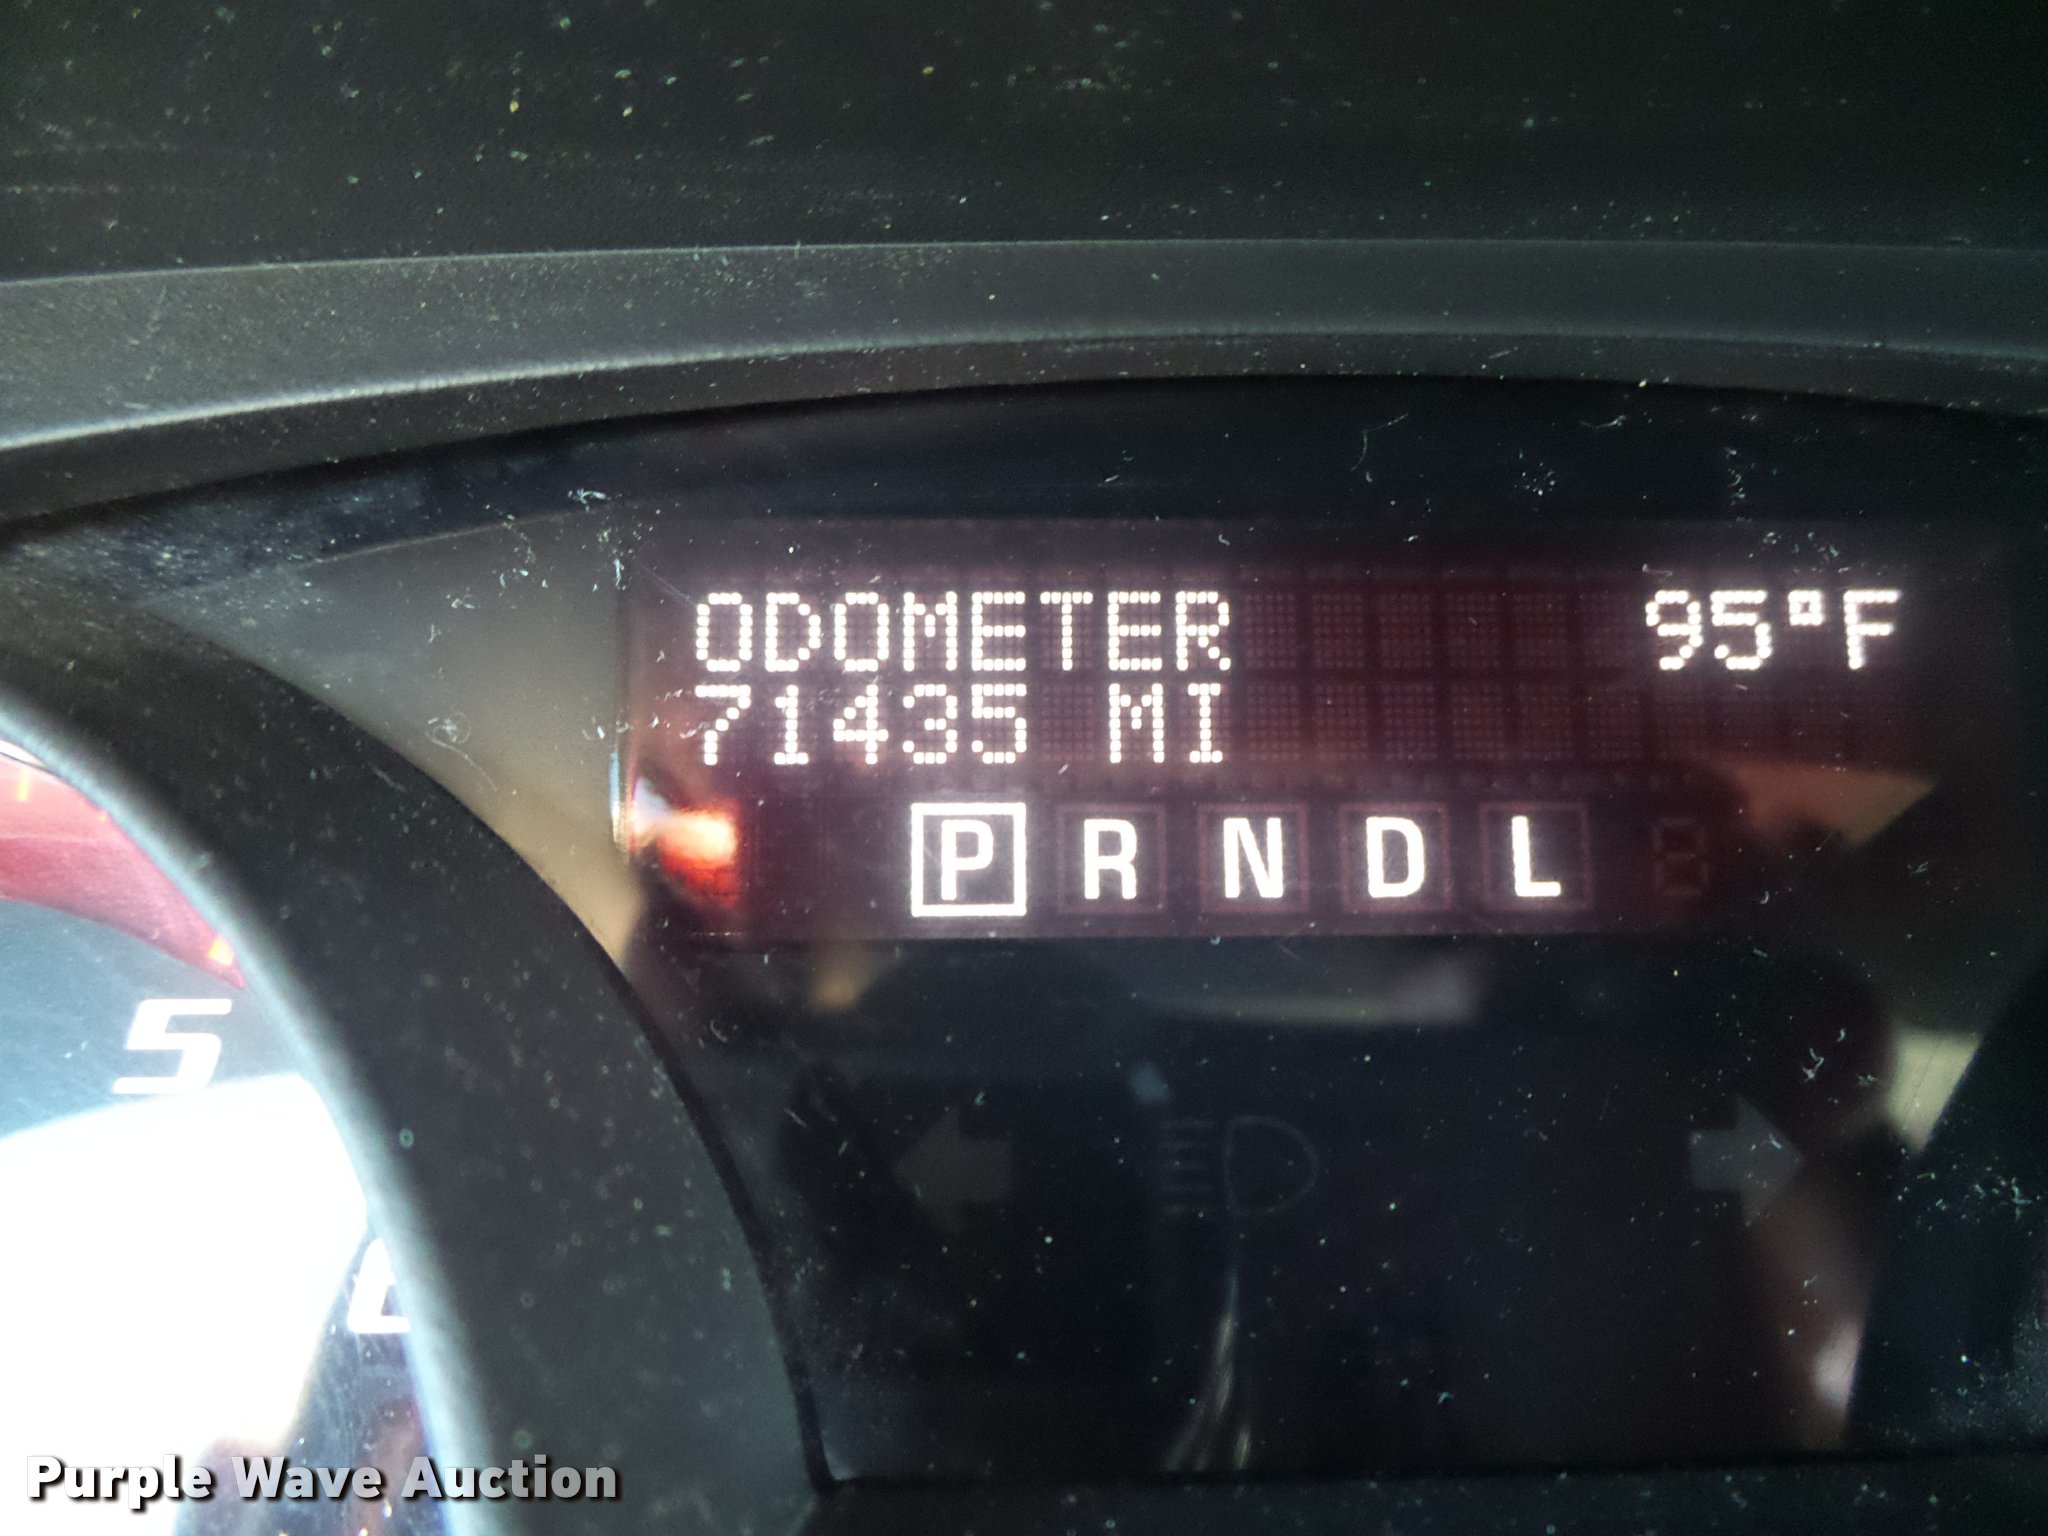 ODOMETER 95°F
71435 MI
P R N D L
5
Purple Wave Auction